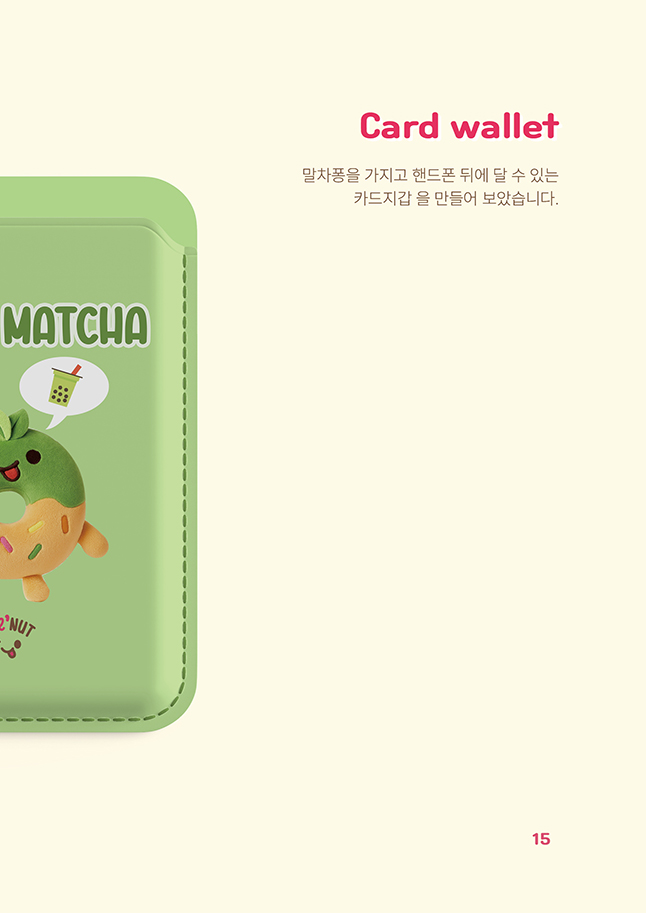 Card wallet
말차퐁을 가지고 핸드폰 뒤에 달 수 있는
카드지갑 을 만들어 보았습니다.
MATCHA
'NUT
15